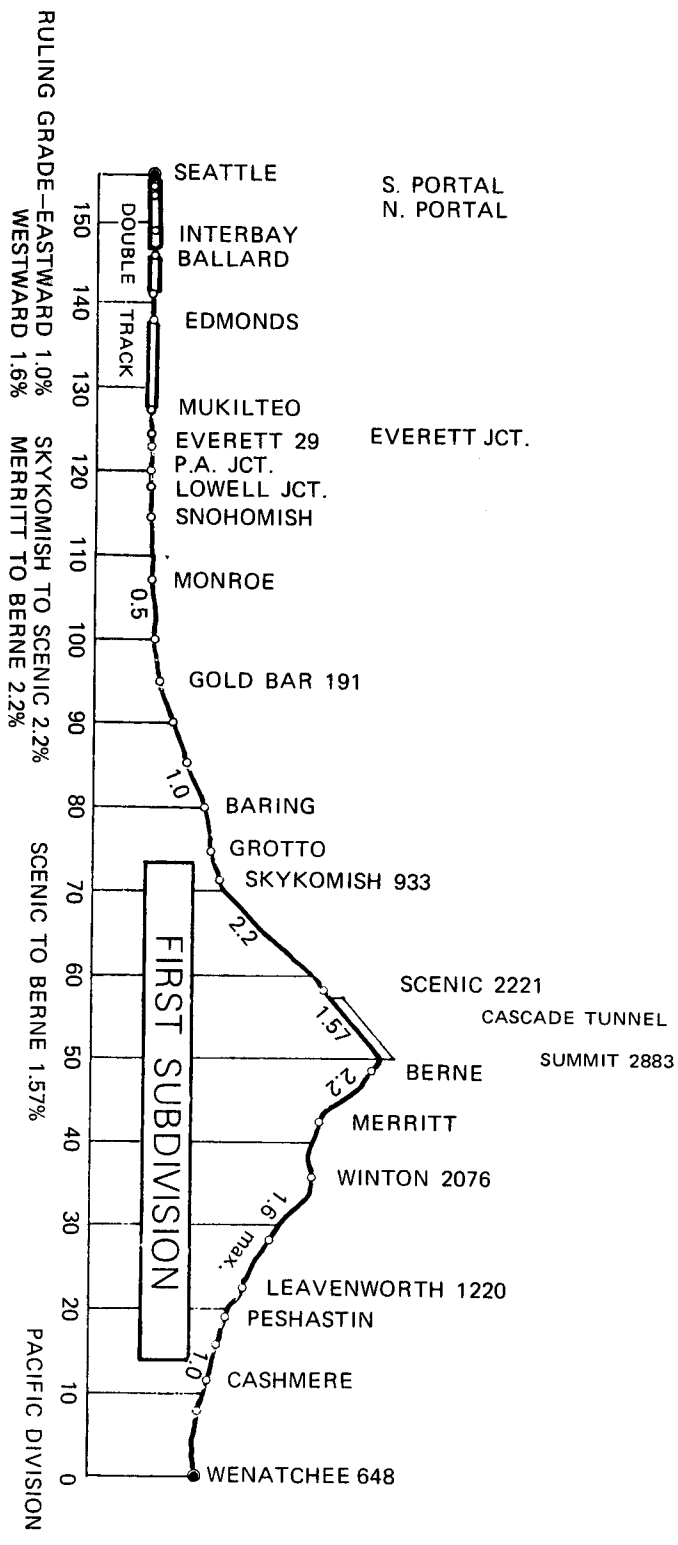 SEATTLE
S. PORTAL
N. PORTAL
INTERBAY
BALLARD
EDMONDS
MUKILTEO
EVERETT 29
EVERETT JCT.
P.A. JCT.
LOWELL JCT.
SNOHOMISH
MONROE
GOLD BAR 191
BARING
GROTTO
SKYKOMISH 933
SCENIC 2221
CASCADE TUNNEL
SUMMIT 2883
BERNE
MERRITT
WINTON 2076
LEAVENWORTH 1220
PESHASTIN
CASHMERE
WENATCHEE 648
DOUBLE TRACK
0.5
1.0
2.2
1.57
2.2
1.6 max.
1.0
FIRST SUBDIVISION
150 140 130 120 110 100 90 80 70 60 50 40 30 20 10 0
RULING GRADE—EASTWARD 1.0% SKYKOMISH TO SCENIC 2.2% SCENIC TO BERNE 1.57% PACIFIC DIVISION
WESTWARD 1.6% MERRITT TO BERNE 2.2%